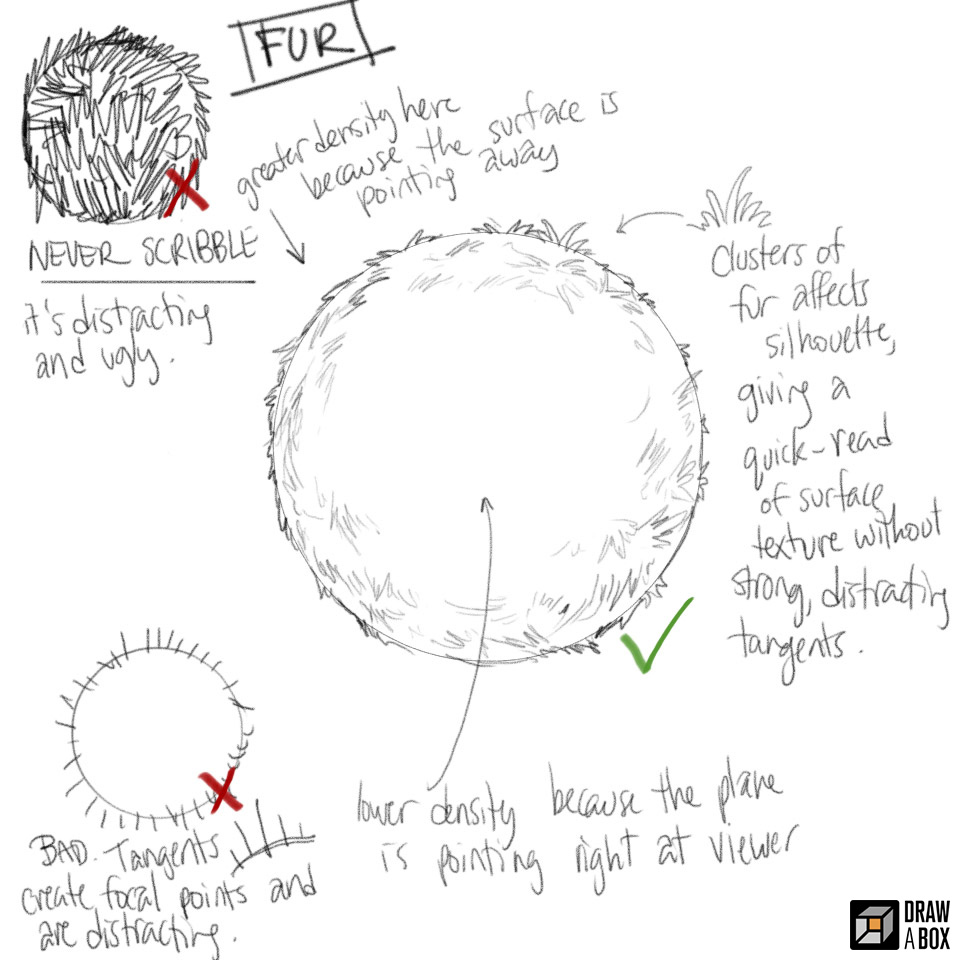 FUR
greater density here
because the surface is
pointing away
NEVER SCRIBBLE
it's distracting
and ugly.
Clusters of
fur affects
silhouette,
giving a
quick-read
of surface
texture without
strong, distracting
tangents.
BAD. Tangents
create focal points and
are distracting.
lower density because the plane
is pointing right at viewer
DRAW
A BOX